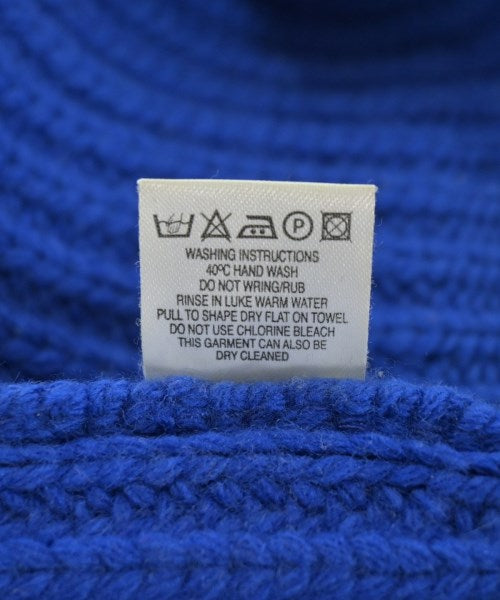 P
WASHING INSTRUCTIONS
40ºC HAND WASH
DO NOT WRING/RUB
RINSE IN LUKE WARM WATER
PULL TO SHAPE DRY FLAT ON TOWEL
DO NOT USE CHLORINE BLEACH
THIS GARMENT CAN ALSO BE
DRY CLEANED